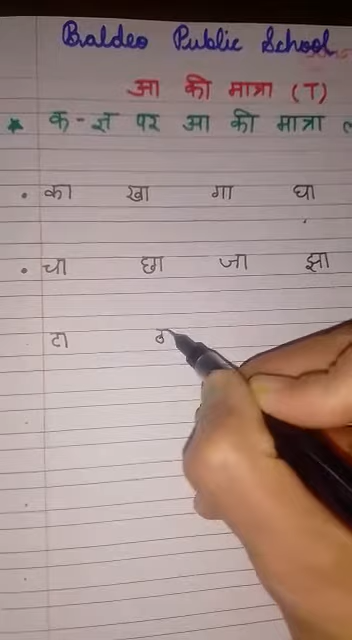 Baldeo Public School
आ की मात्रा (ा)
★ क - ज्ञ पर आ की मात्रा
• का खा गा घा
• चा छा जा झा
टा ठ